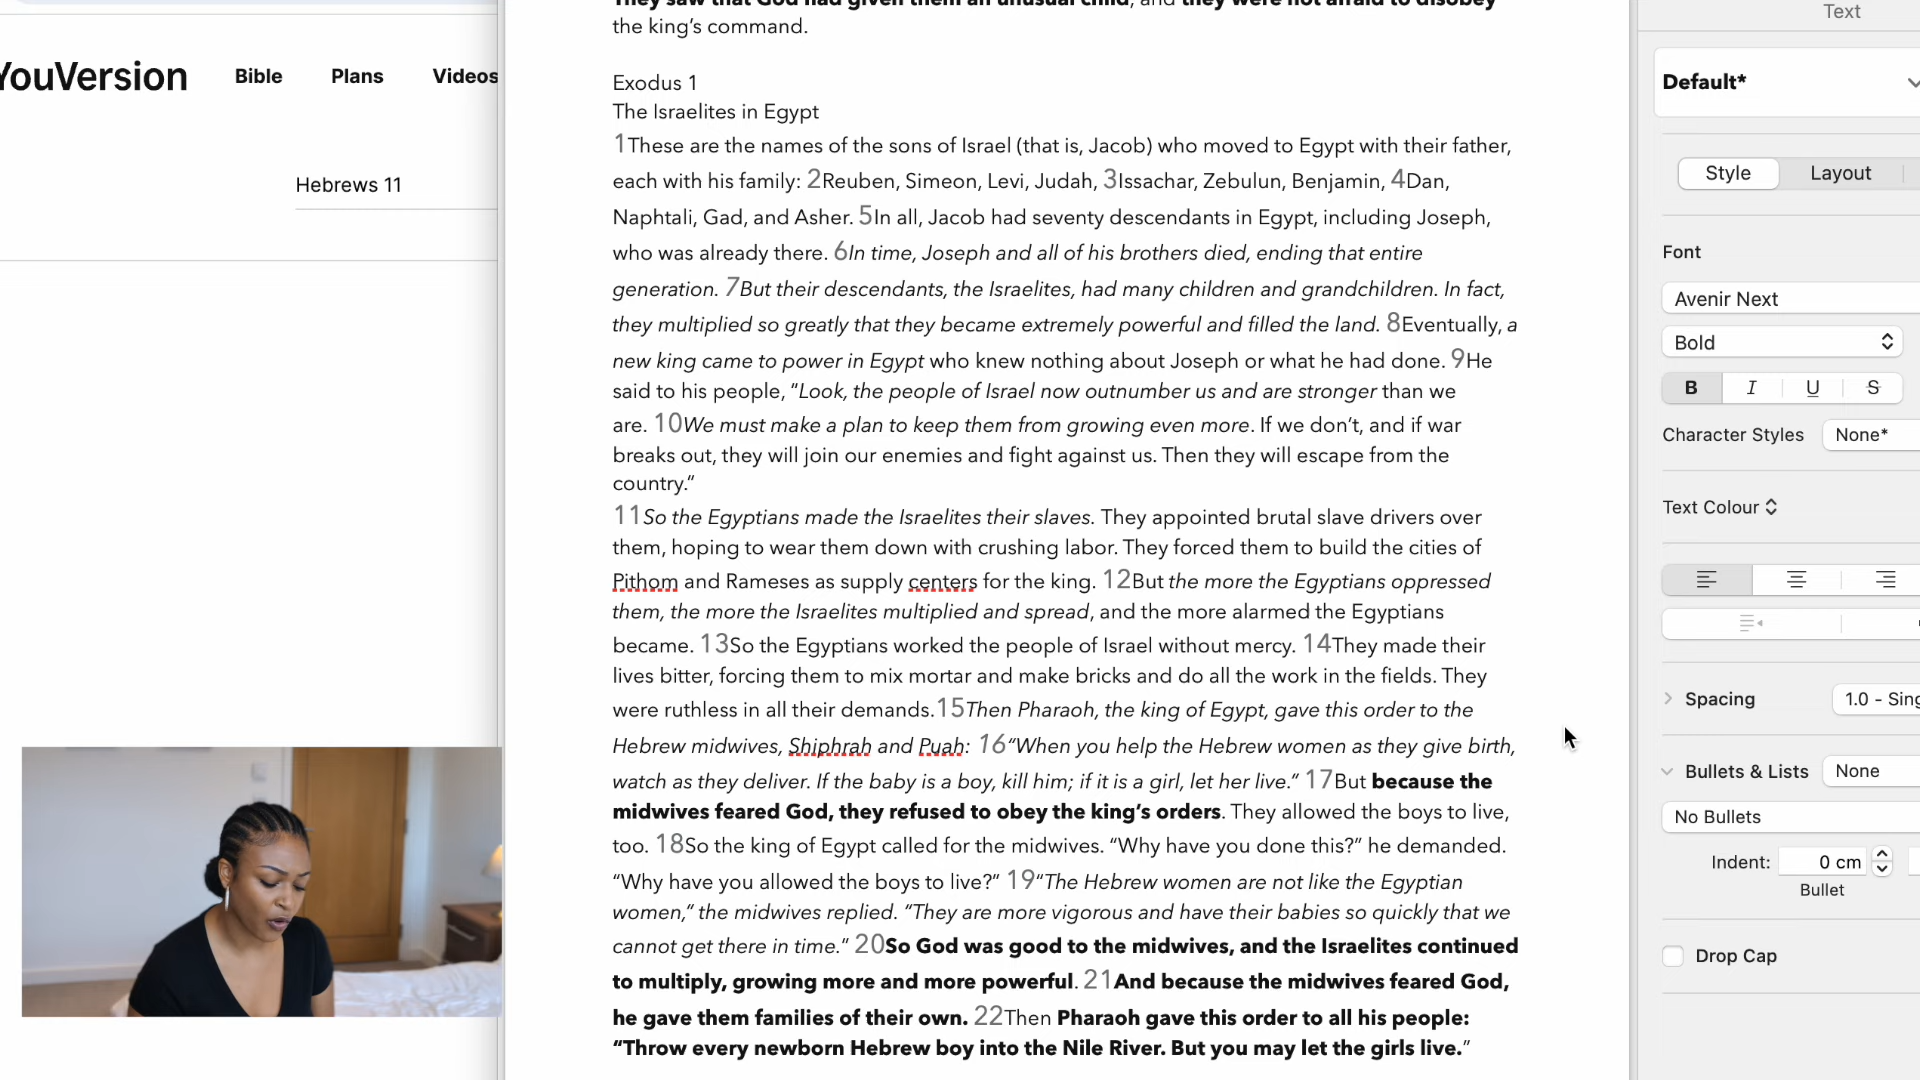 YouVersion
Bible
Plans
Videos
Hebrews 11
They saw that God had given them an unusual child, and they were not afraid to disobey
the king's command.
Exodus 1
The Israelites in Egypt
1These are the names of the sons of Israel (that is, Jacob) who moved to Egypt with their father,
each with his family: 2Reuben, Simeon, Levi, Judah, 3Issachar, Zebulun, Benjamin, 4Dan,
Naphtali, Gad, and Asher. 5In all, Jacob had seventy descendants in Egypt, including Joseph,
who was already there. 6In time, Joseph and all of his brothers died, ending that entire
generation. 7But their descendants, the Israelites, had many children and grandchildren. In fact,
they multiplied so greatly that they became extremely powerful and filled the land. 8Eventually, a
new king came to power in Egypt who knew nothing about Joseph or what he had done. 9He
said to his people, “Look, the people of Israel now outnumber us and are stronger than we
are. 10We must make a plan to keep them from growing even more. If we don't, and if war
breaks out, they will join our enemies and fight against us. Then they will escape from the
country.“
11So the Egyptians made the Israelites their slaves. They appointed brutal slave drivers over
them, hoping to wear them down with crushing labor. They forced them to build the cities of
Pithom and Rameses as supply centers for the king. 12But the more the Egyptians oppressed
them, the more the Israelites multiplied and spread, and the more alarmed the Egyptians
became. 13So the Egyptians worked the people of Israel without mercy. 14They made their
lives bitter, forcing them to mix mortar and make bricks and do all the work in the fields. They
were ruthless in all their demands.15Then Pharaoh, the king of Egypt, gave this order to the
Hebrew midwives, Shiphrah and Puah: 16“When you help the Hebrew women as they give birth,
watch as they deliver. If the baby is a boy, kill him; if it is a girl, let her live.“ 17But because the
midwives feared God, they refused to obey the king's orders. They allowed the boys to live,
too. 18So the king of Egypt called for the midwives. “Why have you done this?” he demanded.
“Why have you allowed the boys to live?” 19“The Hebrew women are not like the Egyptian
women,“ the midwives replied. “They are more vigorous and have their babies so quickly that we
cannot get there in time.” 20So God was good to the midwives, and the Israelites continued
to multiply, growing more and more powerful. 21And because the midwives feared God,
he gave them families of their own. 22Then Pharaoh gave this order to all his people:
“Throw every newborn Hebrew boy into the Nile River. But you may let the girls live.”
Text
Default*
Style
Layout
Font
Avenir Next
Bold
B I U S
Character Styles
None*
Text Colour
Spacing
1.0 - Sing
Bullets & Lists
None
No Bullets
Indent:
0 cm
Bullet
Drop Cap